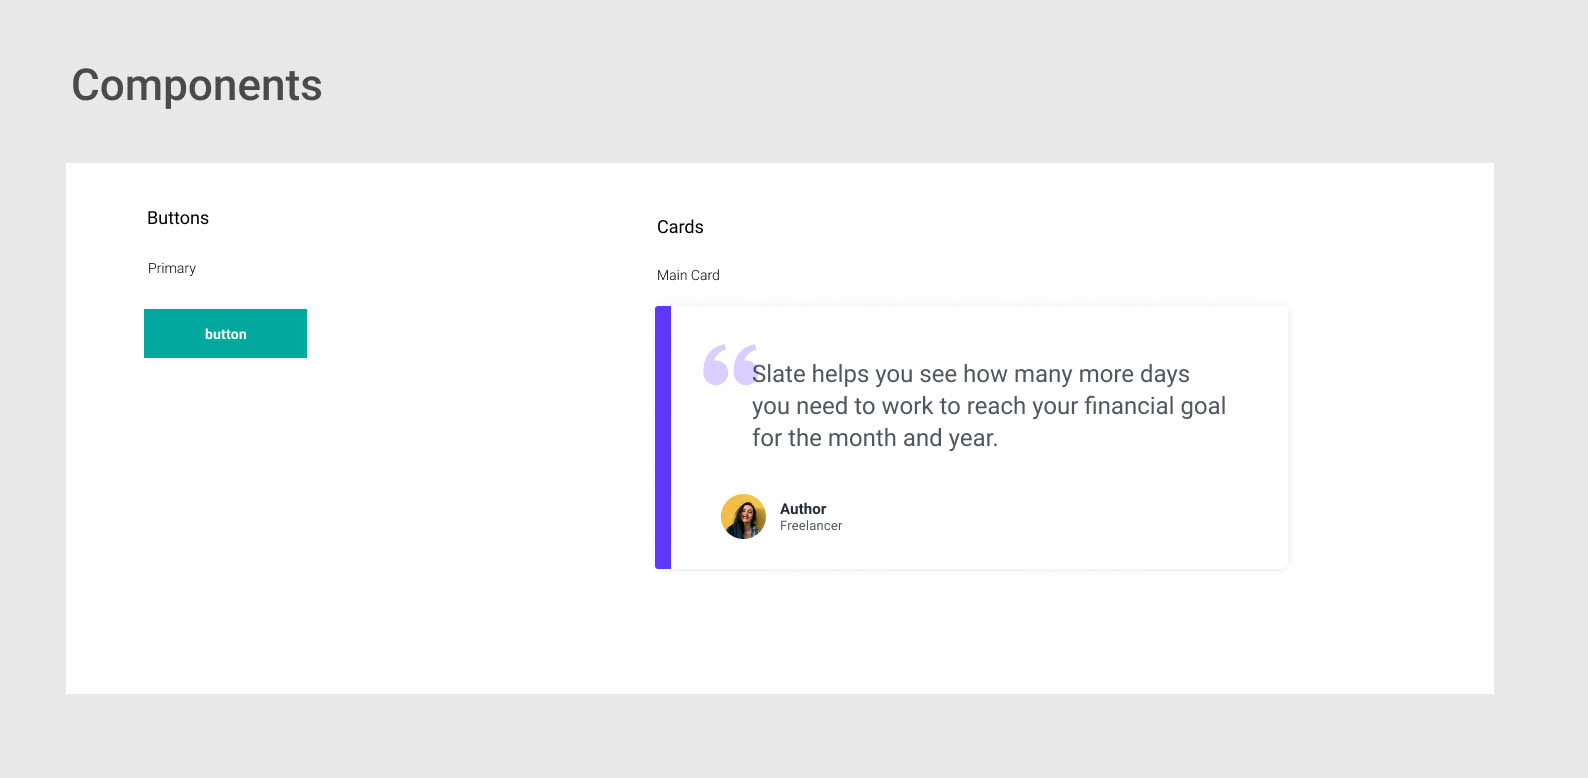 Components
Buttons
Primary
button
Cards
Main Card
“
Slate helps you see how many more days
you need to work to reach your financial goal
for the month and year.
Author
Freelancer